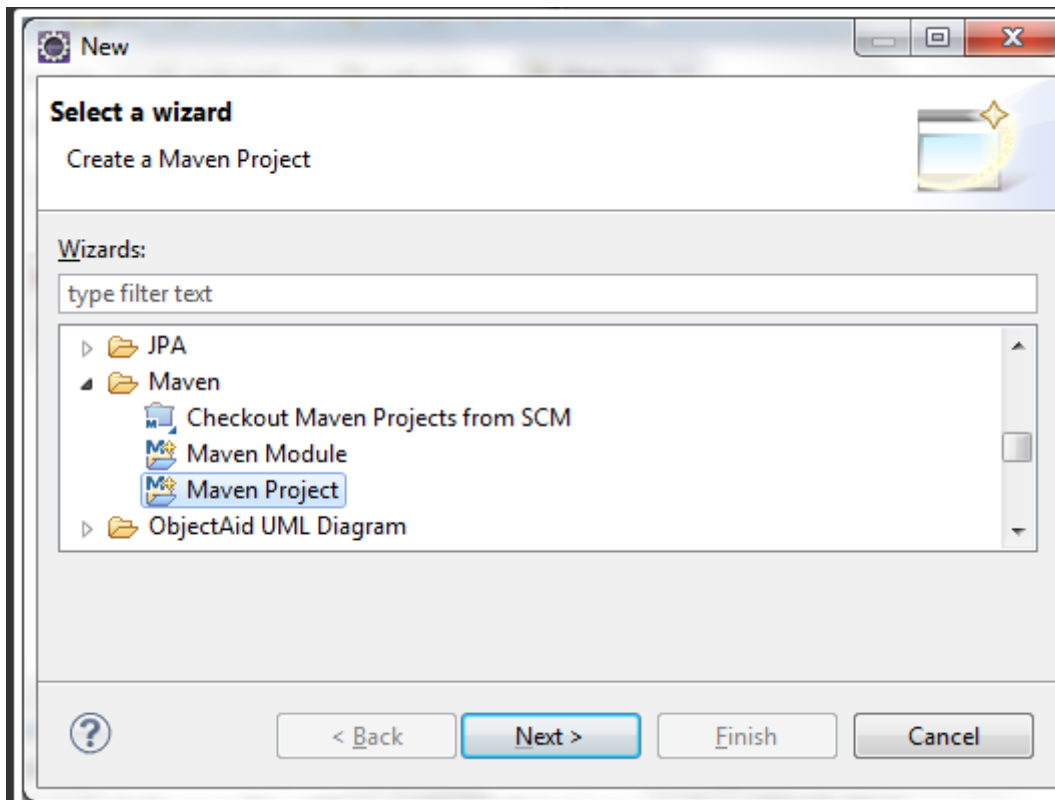 New
Select a wizard
Create a Maven Project
Wizards:
type filter text
JPA
Maven
Checkout Maven Projects from SCM
Maven Module
Maven Project
ObjectAid UML Diagram
? < Back Next > Finish Cancel